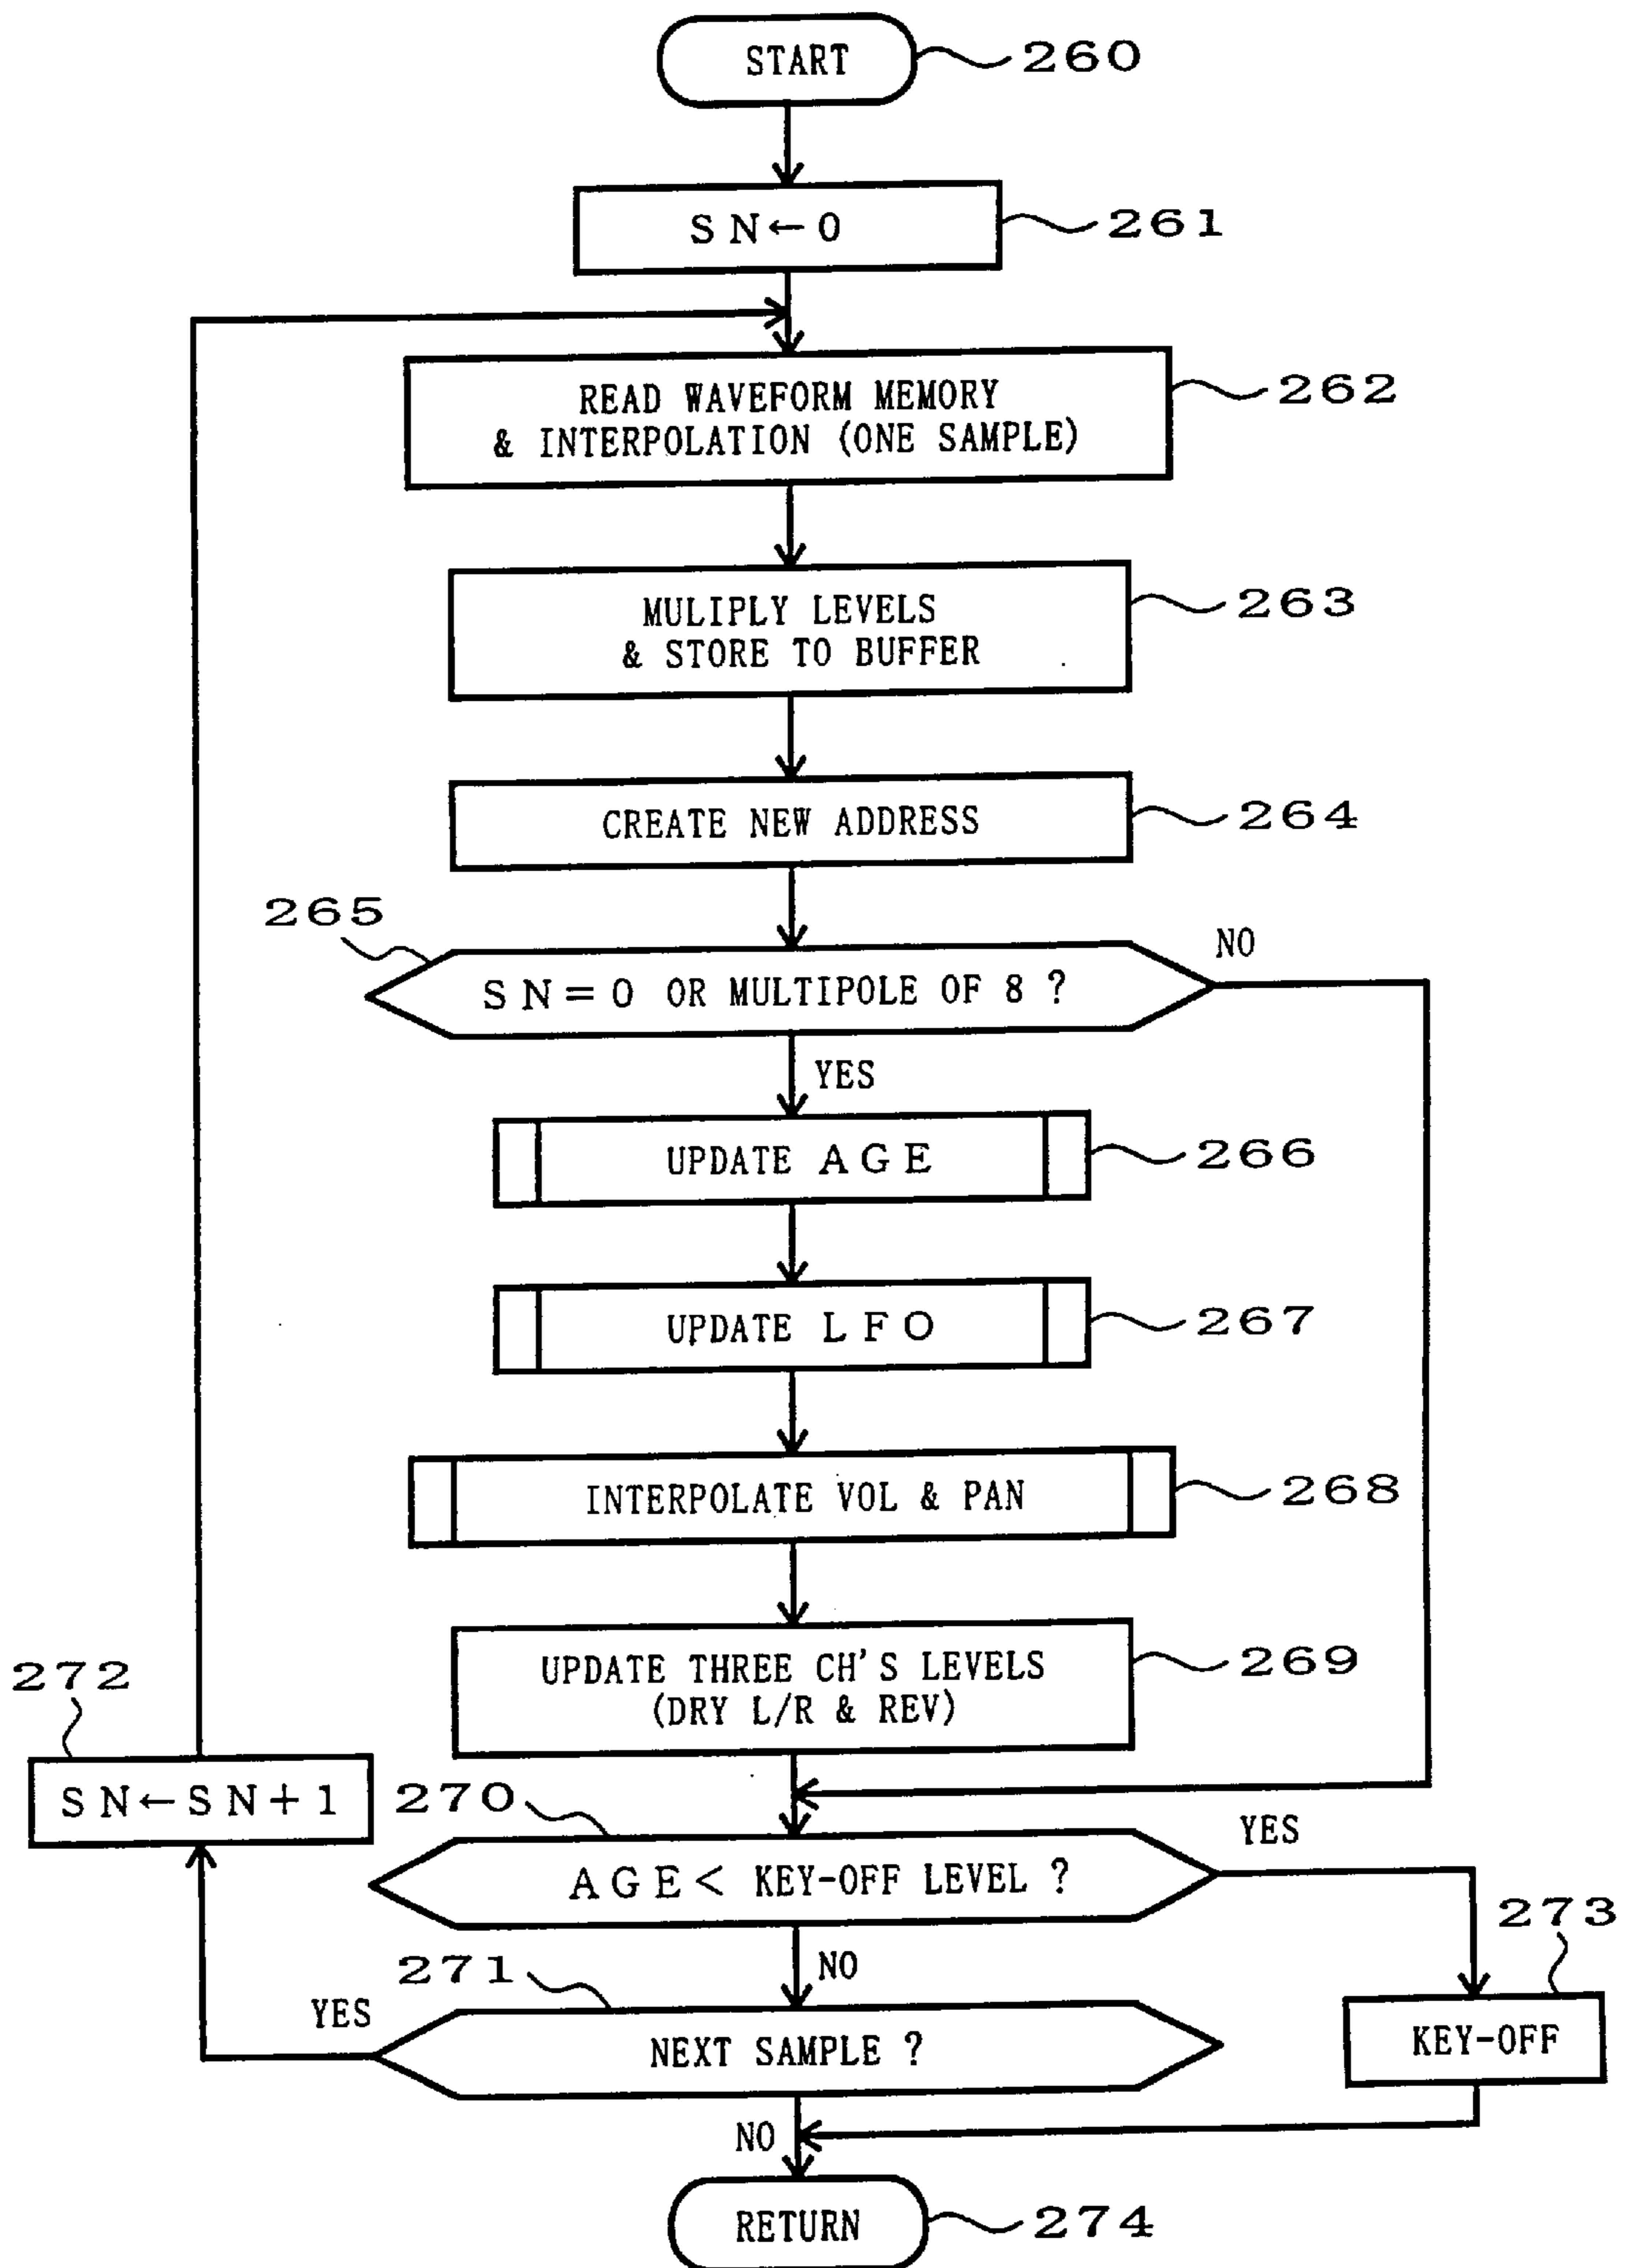 START
260
SN←0
261
READ WAVEFORM MEMORY
& INTERPOLATION (ONE SAMPLE)
262
MULIPLY LEVELS
& STORE TO BUFFER
263
CREATE NEW ADDRESS
264
265
SN=0 OR MULTIPOLE OF 8 ?
NO
YES
UPDATE AGE
266
UPDATE LFO
267
INTERPOLATE VOL & PAN
268
UPDATE THREE CH'S LEVELS
(DRY L/R & REV)
269
272
SN←SN+1
270
AGE< KEY-OFF LEVEL ?
YES
NO
273
KEY-OFF
271
YES
NEXT SAMPLE ?
NO
RETURN
274